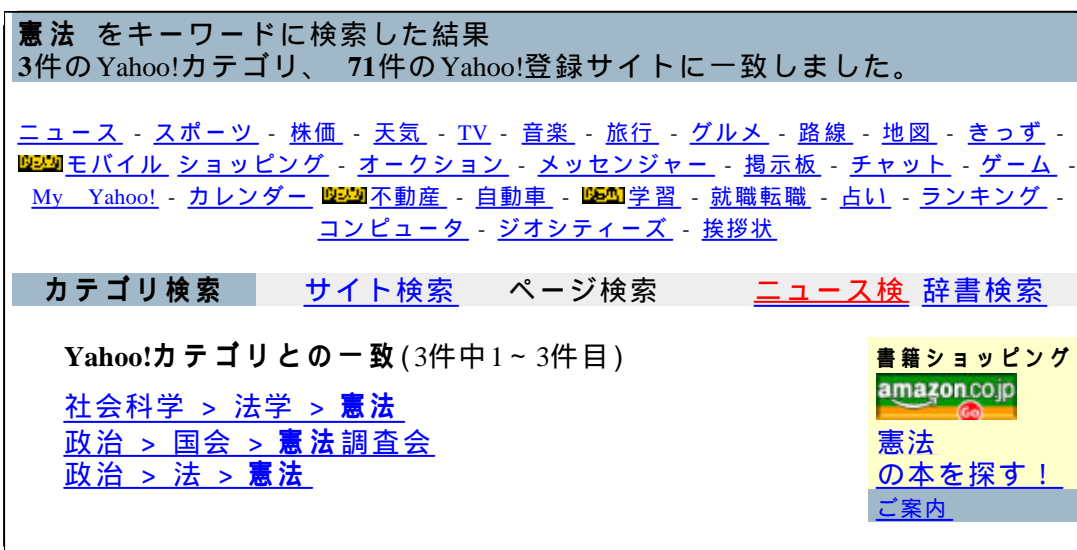 憲法 をキーワードに検索した結果
3件のYahoo!カテゴリ、 71件のYahoo!登録サイトに一致しました。
ニュース - スポーツ - 株価 - 天気 - TV - 音楽 - 旅行 - グルメ - 路線 - 地図 - きっず -
NEW! モバイル ショッピング - オークション - メッセンジャー - 掲示板 - チャット - ゲーム -
My Yahoo! - カレンダー NEW! 不動産 - 自動車 - NEW! 学習 - 就職転職 - 占い - ランキング -
コンピュータ - ジオシティーズ - 挨拶状
カテゴリ検索 サイト検索 ページ検索 ニュース検 辞書検索
Yahoo!カテゴリとの一致(3件中1~3件目)
社会科学 > 法学 > 憲法
政治 > 国会 > 憲法調査会
政治 > 法 > 憲法
書籍ショッピング
amazon.co.jp
Go
憲法
の本を探す!
ご案内